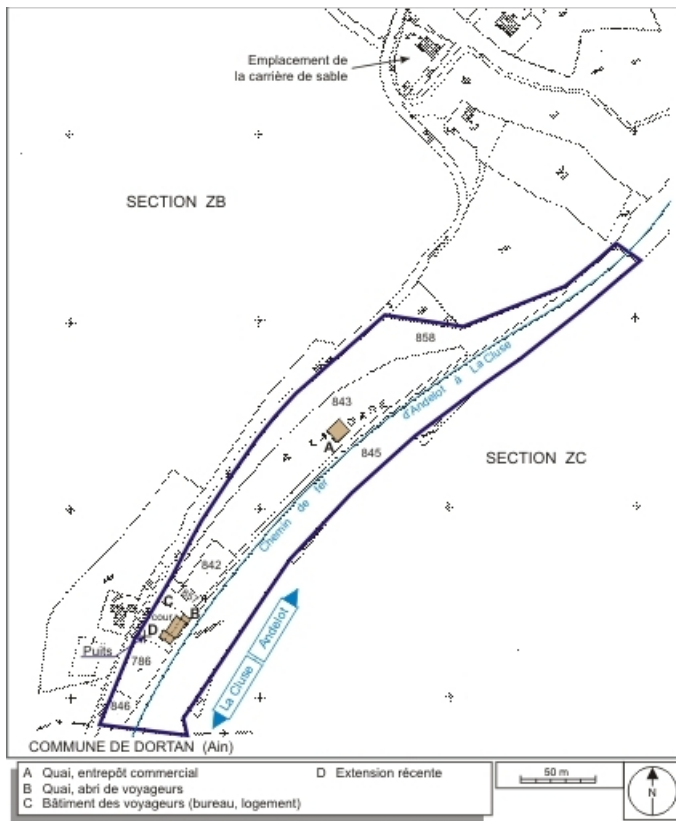 Emplacement de
la carrière de sable
SECTION ZB
858
d'Andelot à La Cluse
843
A
845
SECTION ZC
Chemin de fer
842
C
B
cour
D
Puits
786
846
Andelot
La Cluse
COMMUNE DE DORTAN (Ain)
A Quai, entrepôt commercial
B Quai, abri de voyageurs
C Bâtiment des voyageurs (bureau, logement)
D Extension récente
50 m
N